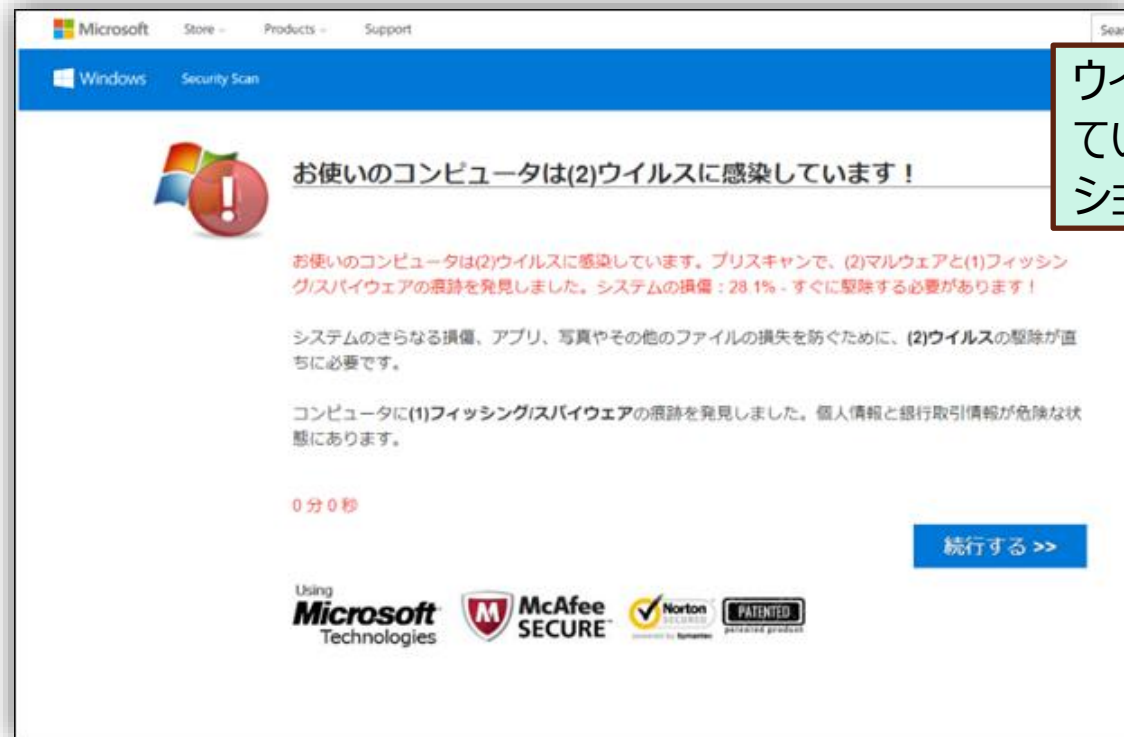 Microsoft Store Products Support
Sear
Windows Security Scan
ウイ
てい
ショ
お使いのコンピュータは(2)ウイルスに感染しています！
お使いのコンピュータは(2)ウイルスに感染しています。プリスキャンで、(2)マルウェアと(1)フィッシン
グ/スパイウェアの痕跡を発見しました。システムの損傷：28.1% - すぐに駆除する必要があります！
システムのさらなる損傷、アプリ、写真やその他のファイルの損失を防ぐために、(2)ウイルスの駆除が直
ちに必要です。
コンピュータに(1)フィッシング/スパイウェアの痕跡を発見しました。個人情報と銀行取引情報が危険な状
態にあります。
0 分 0 秒
続行する >>
Using
Microsoft
Technologies
McAfee
SECURE
Norton
SECURED
powered by Symantec
PATENTED
patented product